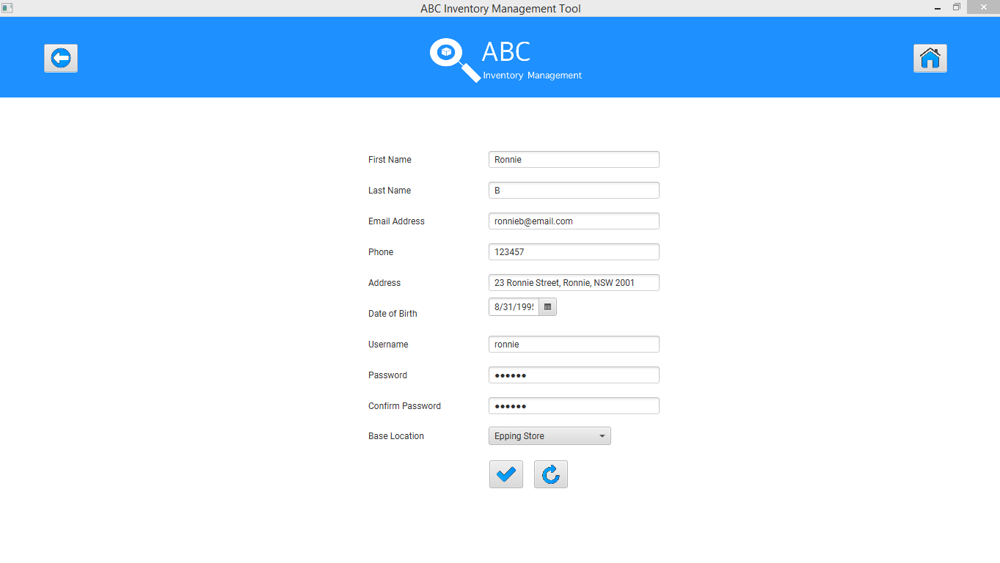 ABC Inventory Management Tool
ABC
Inventory Management
First Name Ronnie
Last Name B
Email Address ronnieb@email.com
Phone 123457
Address 23 Ronnie Street, Ronnie, NSW 2001
Date of Birth 8/31/1995
Username ronnie
Password ●●●●●●
Confirm Password ●●●●●●
Base Location Epping Store